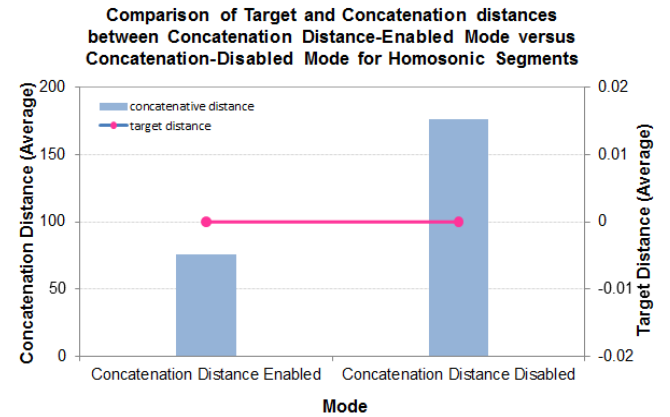 Comparison of Target and Concatenation distances
between Concatenation Distance-Enabled Mode versus
Concatenation-Disabled Mode for Homosonic Segments
concatenative distance
target distance
Concatenation Distance (Average)
200
150
100
50
0
0.02
0.01
0
-0.01
-0.02
Target Distance (Average)
Concatenation Distance Enabled
Concatenation Distance Disabled
Mode